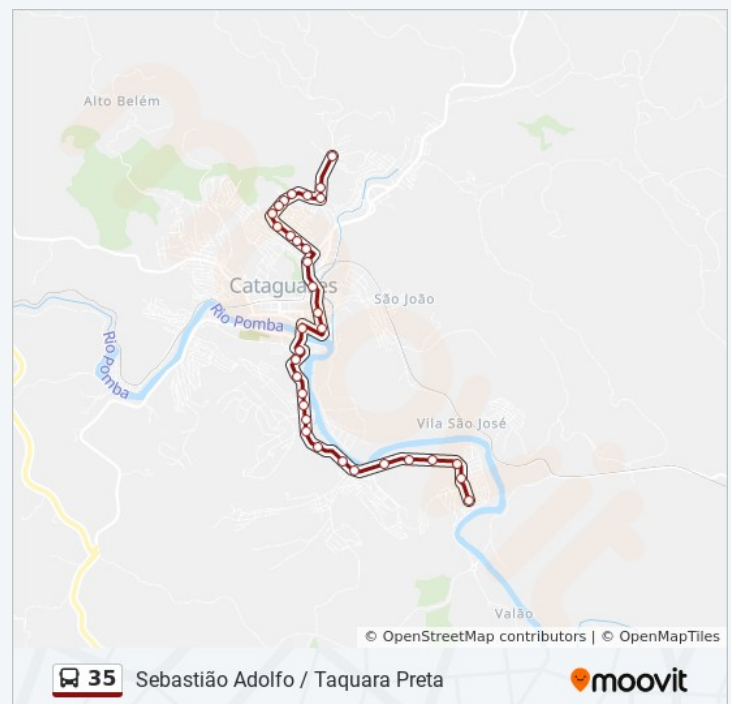 Alto Belém
Cataguases
São João
Rio Pomba
Rio Pomba
Vila São José
Valão
© OpenStreetMap contributors | © OpenMapTiles
35 Sebastião Adolfo / Taquara Preta moovit